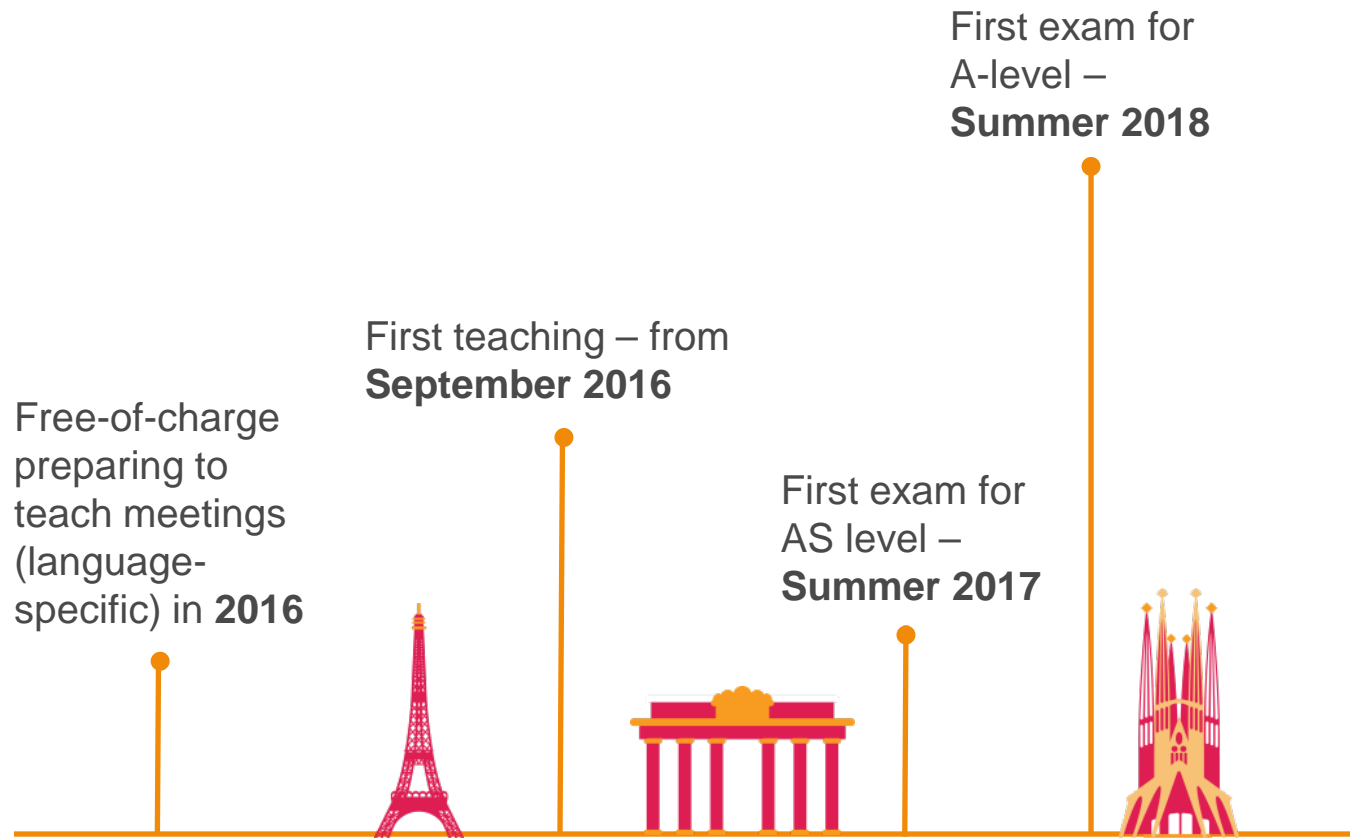 Free-of-charge
preparing to
teach meetings
(language-
specific) in 2016
First teaching – from
September 2016
First exam for
AS level –
Summer 2017
First exam for
A-level –
Summer 2018